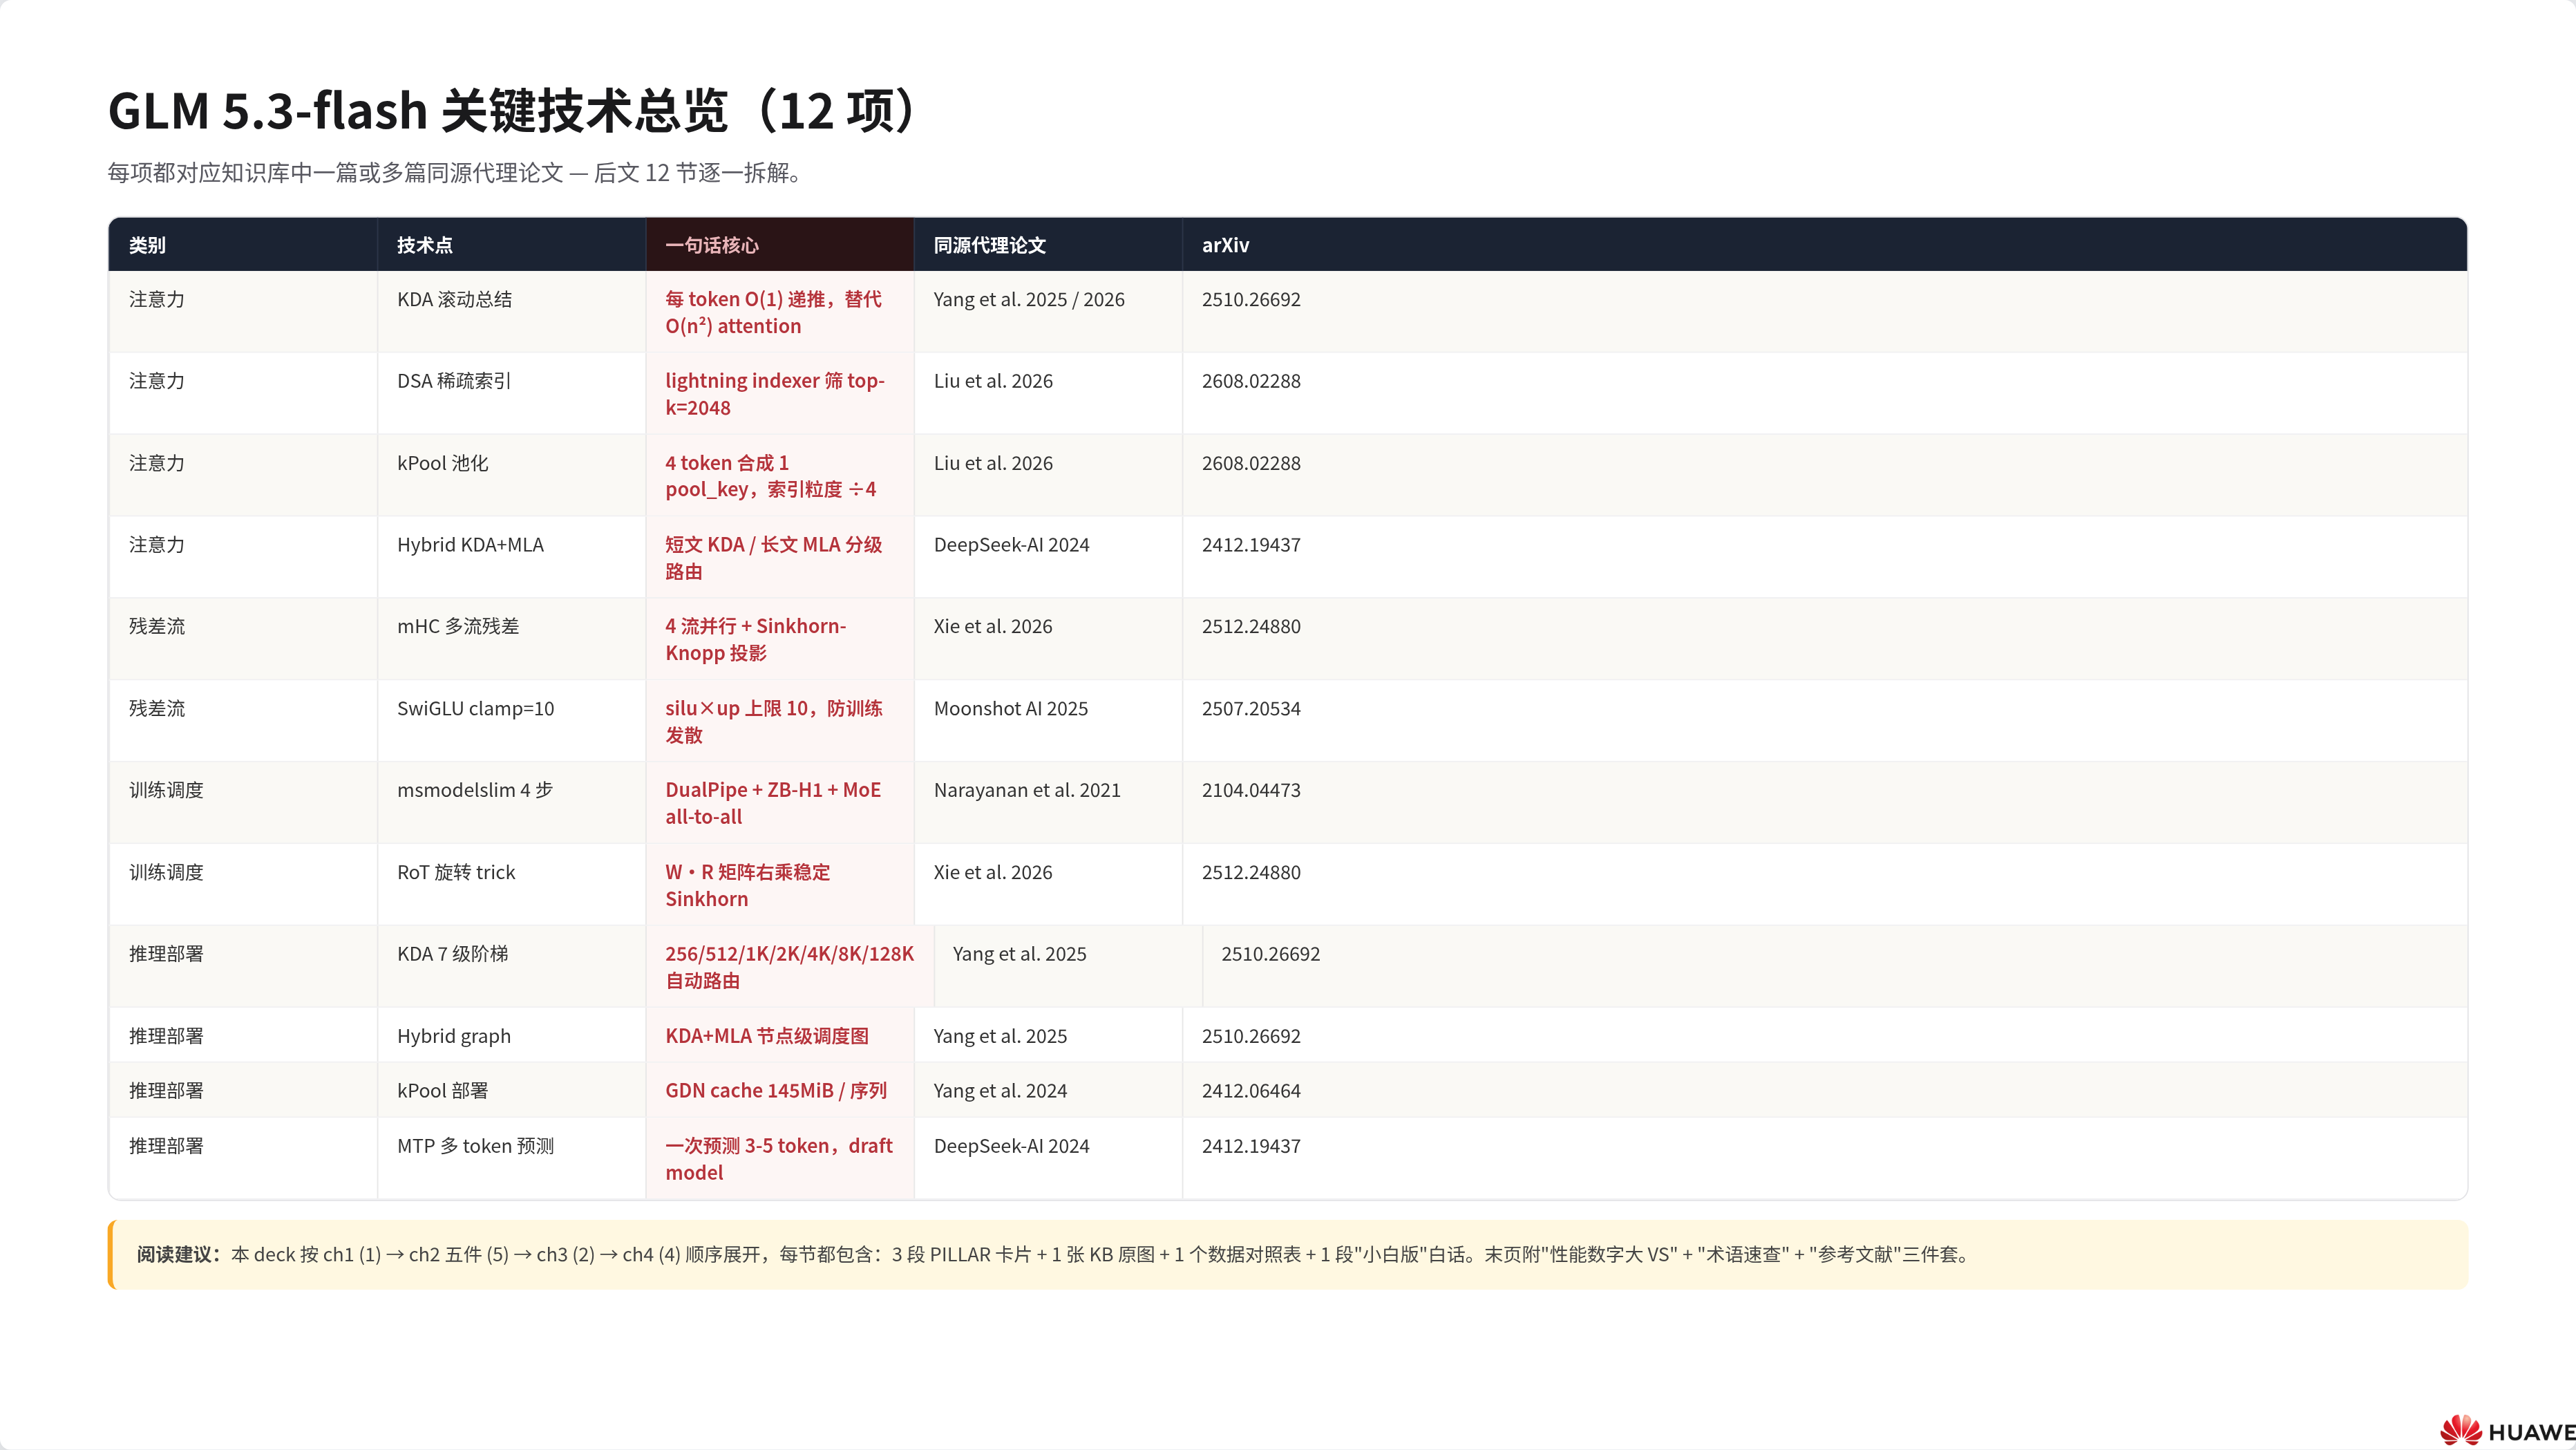 GLM 5.3-flash 关键技术总览（12 项）
每项都对应知识库中一篇或多篇同源代理论文 — 后文 12 节逐一拆解。
类别 技术点 一句话核心 同源代理论文 arXiv
注意力 KDA 滚动总结 每 token O(1) 递推，替代 Yang et al. 2025 / 2026 2510.26692
O(n²) attention
注意力 DSA 稀疏索引 lightning indexer 筛 top- Liu et al. 2026 2608.02288
k=2048
注意力 kPool 池化 4 token 合成 1 Liu et al. 2026 2608.02288
pool_key，索引粒度 ÷4
注意力 Hybrid KDA+MLA 短文 KDA / 长文 MLA 分级 DeepSeek-AI 2024 2412.19437
路由
残差流 mHC 多流残差 4 流并行 + Sinkhorn- Xie et al. 2026 2512.24880
Knopp 投影
残差流 SwiGLU clamp=10 silu×up 上限 10，防训练 Moonshot AI 2025 2507.20534
发散
训练调度 msmodelslim 4 步 DualPipe + ZB-H1 + MoE Narayanan et al. 2021 2104.04473
all-to-all
训练调度 RoT 旋转 trick W·R 矩阵右乘稳定 Xie et al. 2026 2512.24880
Sinkhorn
推理部署 KDA 7 级阶梯 256/512/1K/2K/4K/8K/128K Yang et al. 2025 2510.26692
自动路由
推理部署 Hybrid graph KDA+MLA 节点级调度图 Yang et al. 2025 2510.26692
推理部署 kPool 部署 GDN cache 145MiB / 序列 Yang et al. 2024 2412.06464
推理部署 MTP 多 token 预测 一次预测 3-5 token，draft DeepSeek-AI 2024 2412.19437
model
阅读建议：本 deck 按 ch1 (1) → ch2 五件 (5) → ch3 (2) → ch4 (4) 顺序展开，每节都包含：3 段 PILLAR 卡片 + 1 张 KB 原图 + 1 个数据对照表 + 1 段"小白版"白话。末页附"性能数字大 VS" + "术语速查" + "参考文献"三件套。
HUAWE